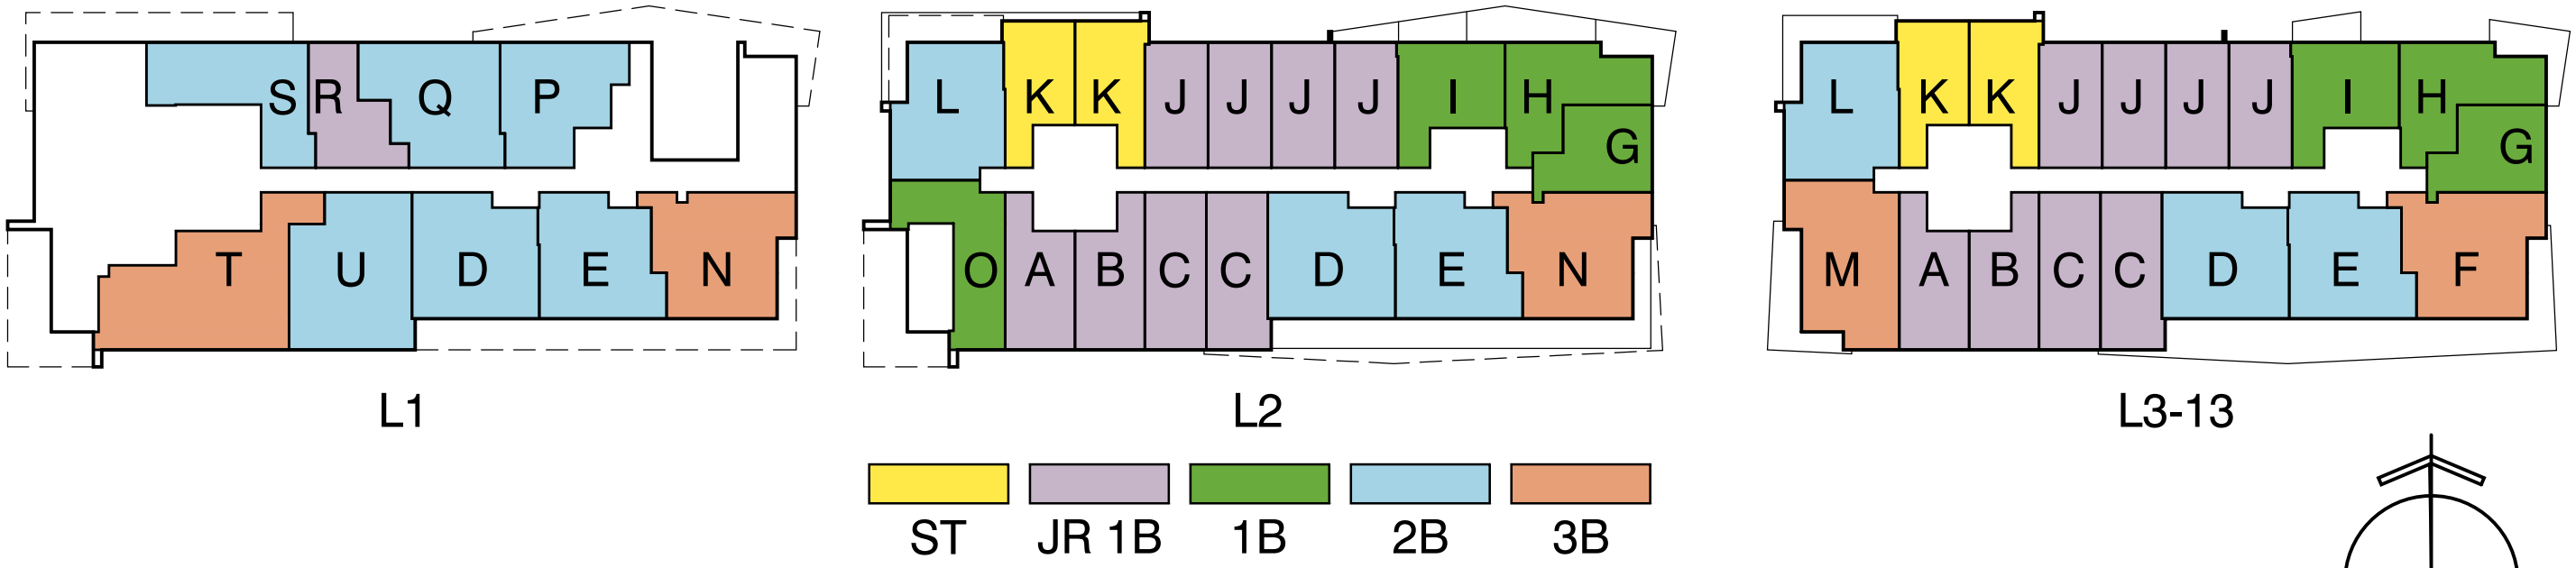 S R Q P
T U D E N
L1
L K K J J J J I H G
O A B C C D E N
L2
L K K J J J J I H G
M A B C C D E F
L3-13
ST JR 1B 1B 2B 3B